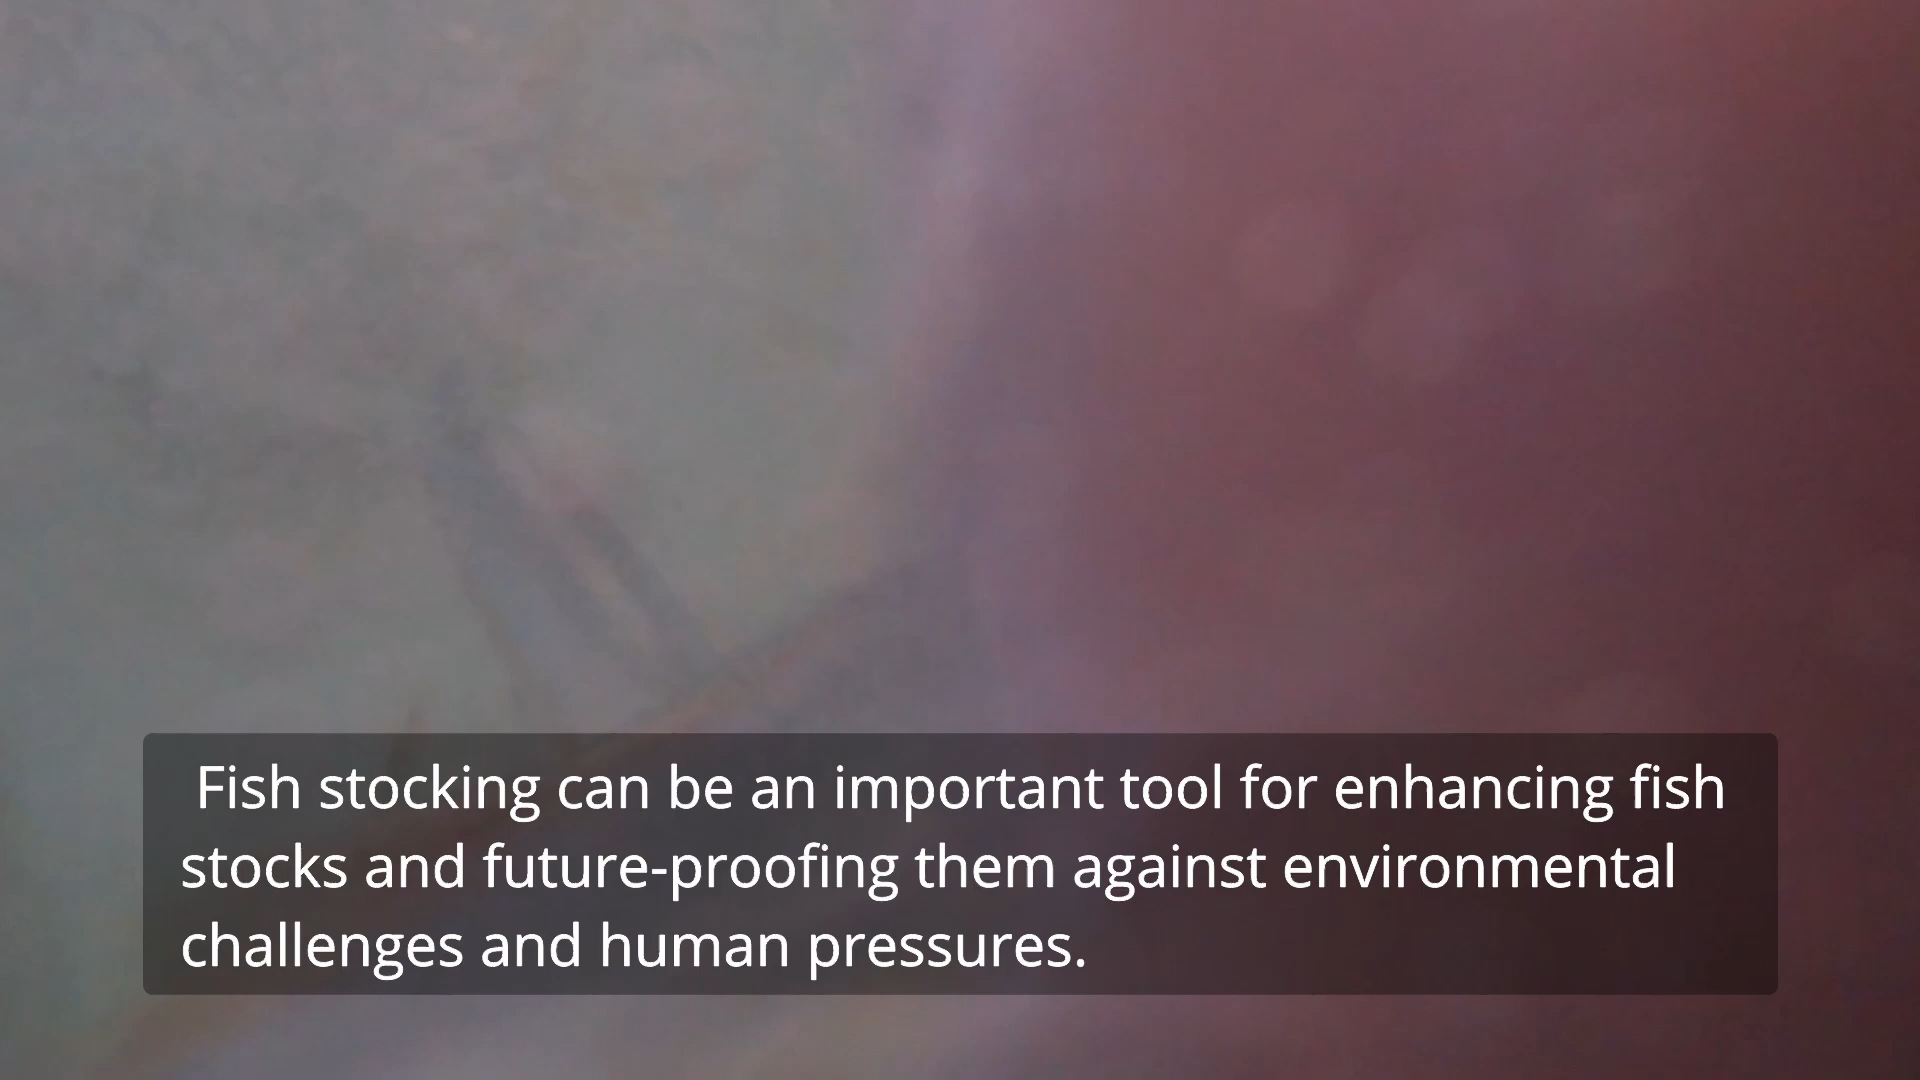 Fish stocking can be an important tool for enhancing fish
stocks and future-proofing them against environmental
challenges and human pressures.